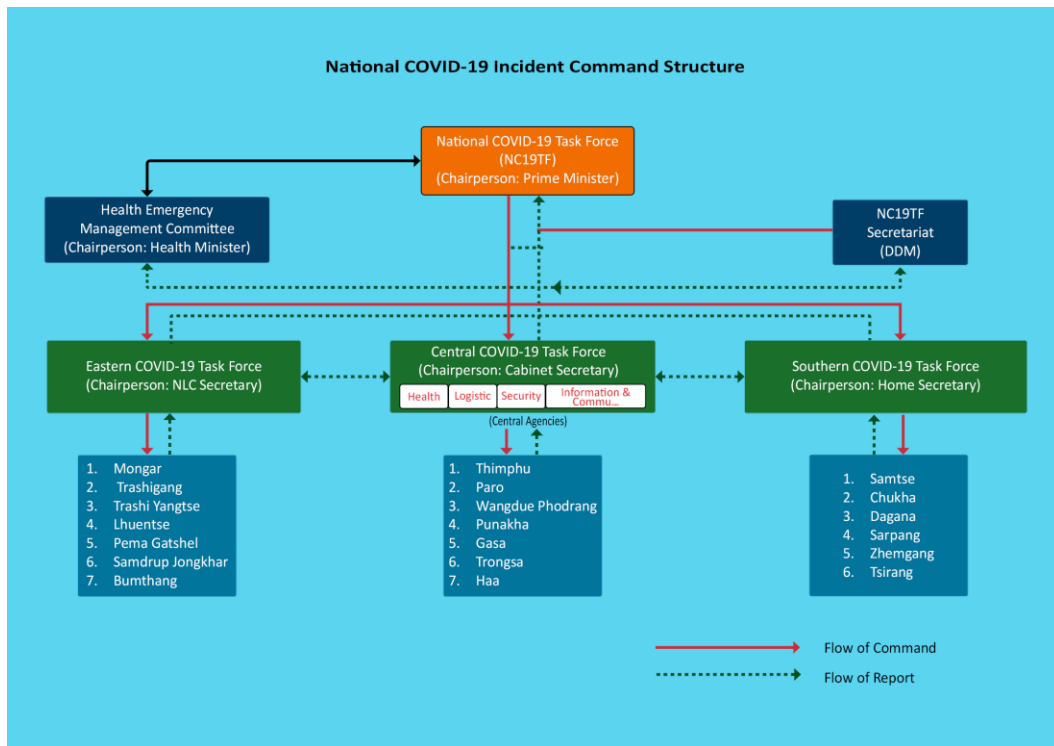 National COVID-19 Incident Command Structure
National COVID-19 Task Force
(NC19TF)
(Chairperson: Prime Minister)
Health Emergency
Management Committee
(Chairperson: Health Minister)
NC19TF
Secretariat
(DDM)
Eastern COVID-19 Task Force
(Chairperson: NLC Secretary)
Central COVID-19 Task Force
(Chairperson: Cabinet Secretary)
Health
Logistic
Security
Information &
Commu...
(Central Agencies)
Southern COVID-19 Task Force
(Chairperson: Home Secretary)
1. Mongar
2. Trashigang
3. Trashi Yangtse
4. Lhuentse
5. Pema Gatshel
6. Samdrup Jongkhar
7. Bumthang
1. Thimphu
2. Paro
3. Wangdue Phodrang
4. Punakha
5. Gasa
6. Trongsa
7. Haa
1. Samtse
2. Chukha
3. Dagana
4. Sarpang
5. Zhemgang
6. Tsirang
Flow of Command
Flow of Report